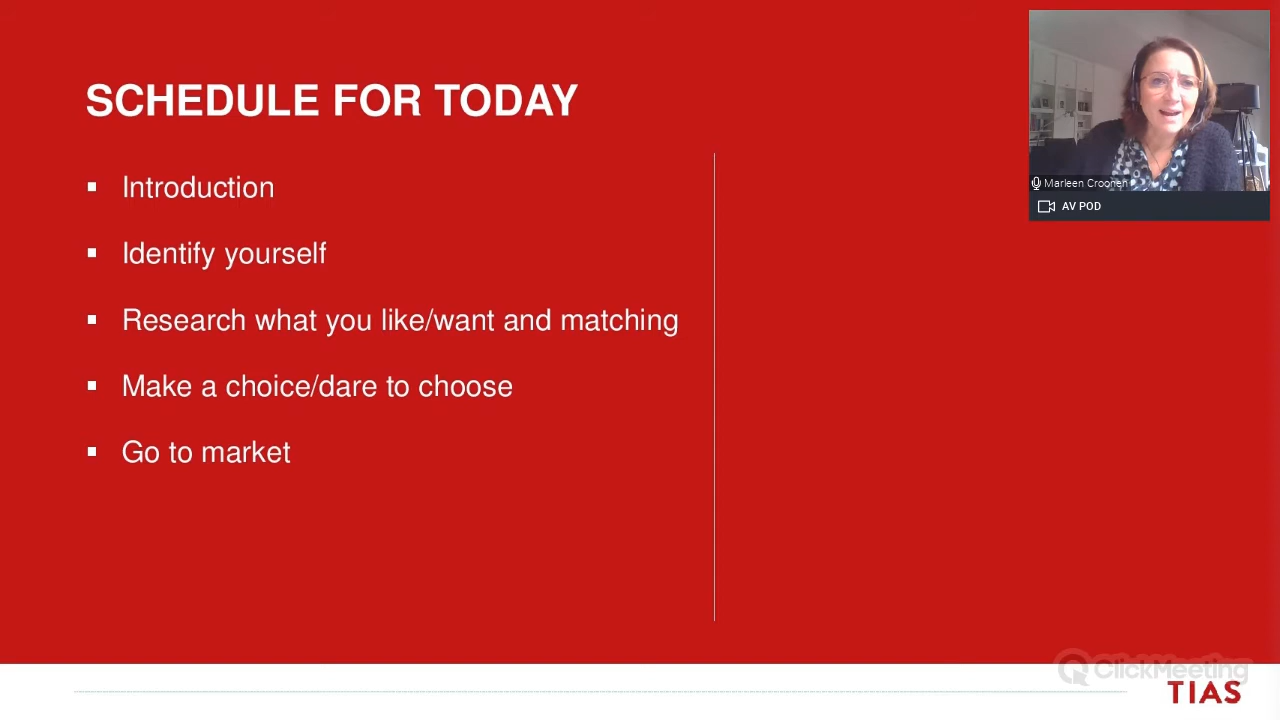 SCHEDULE FOR TODAY
Introduction
Identify yourself
Research what you like/want and matching
Make a choice/dare to choose
Go to market
Marleen Croonen
AV POD
ClickMeeting
TIAS